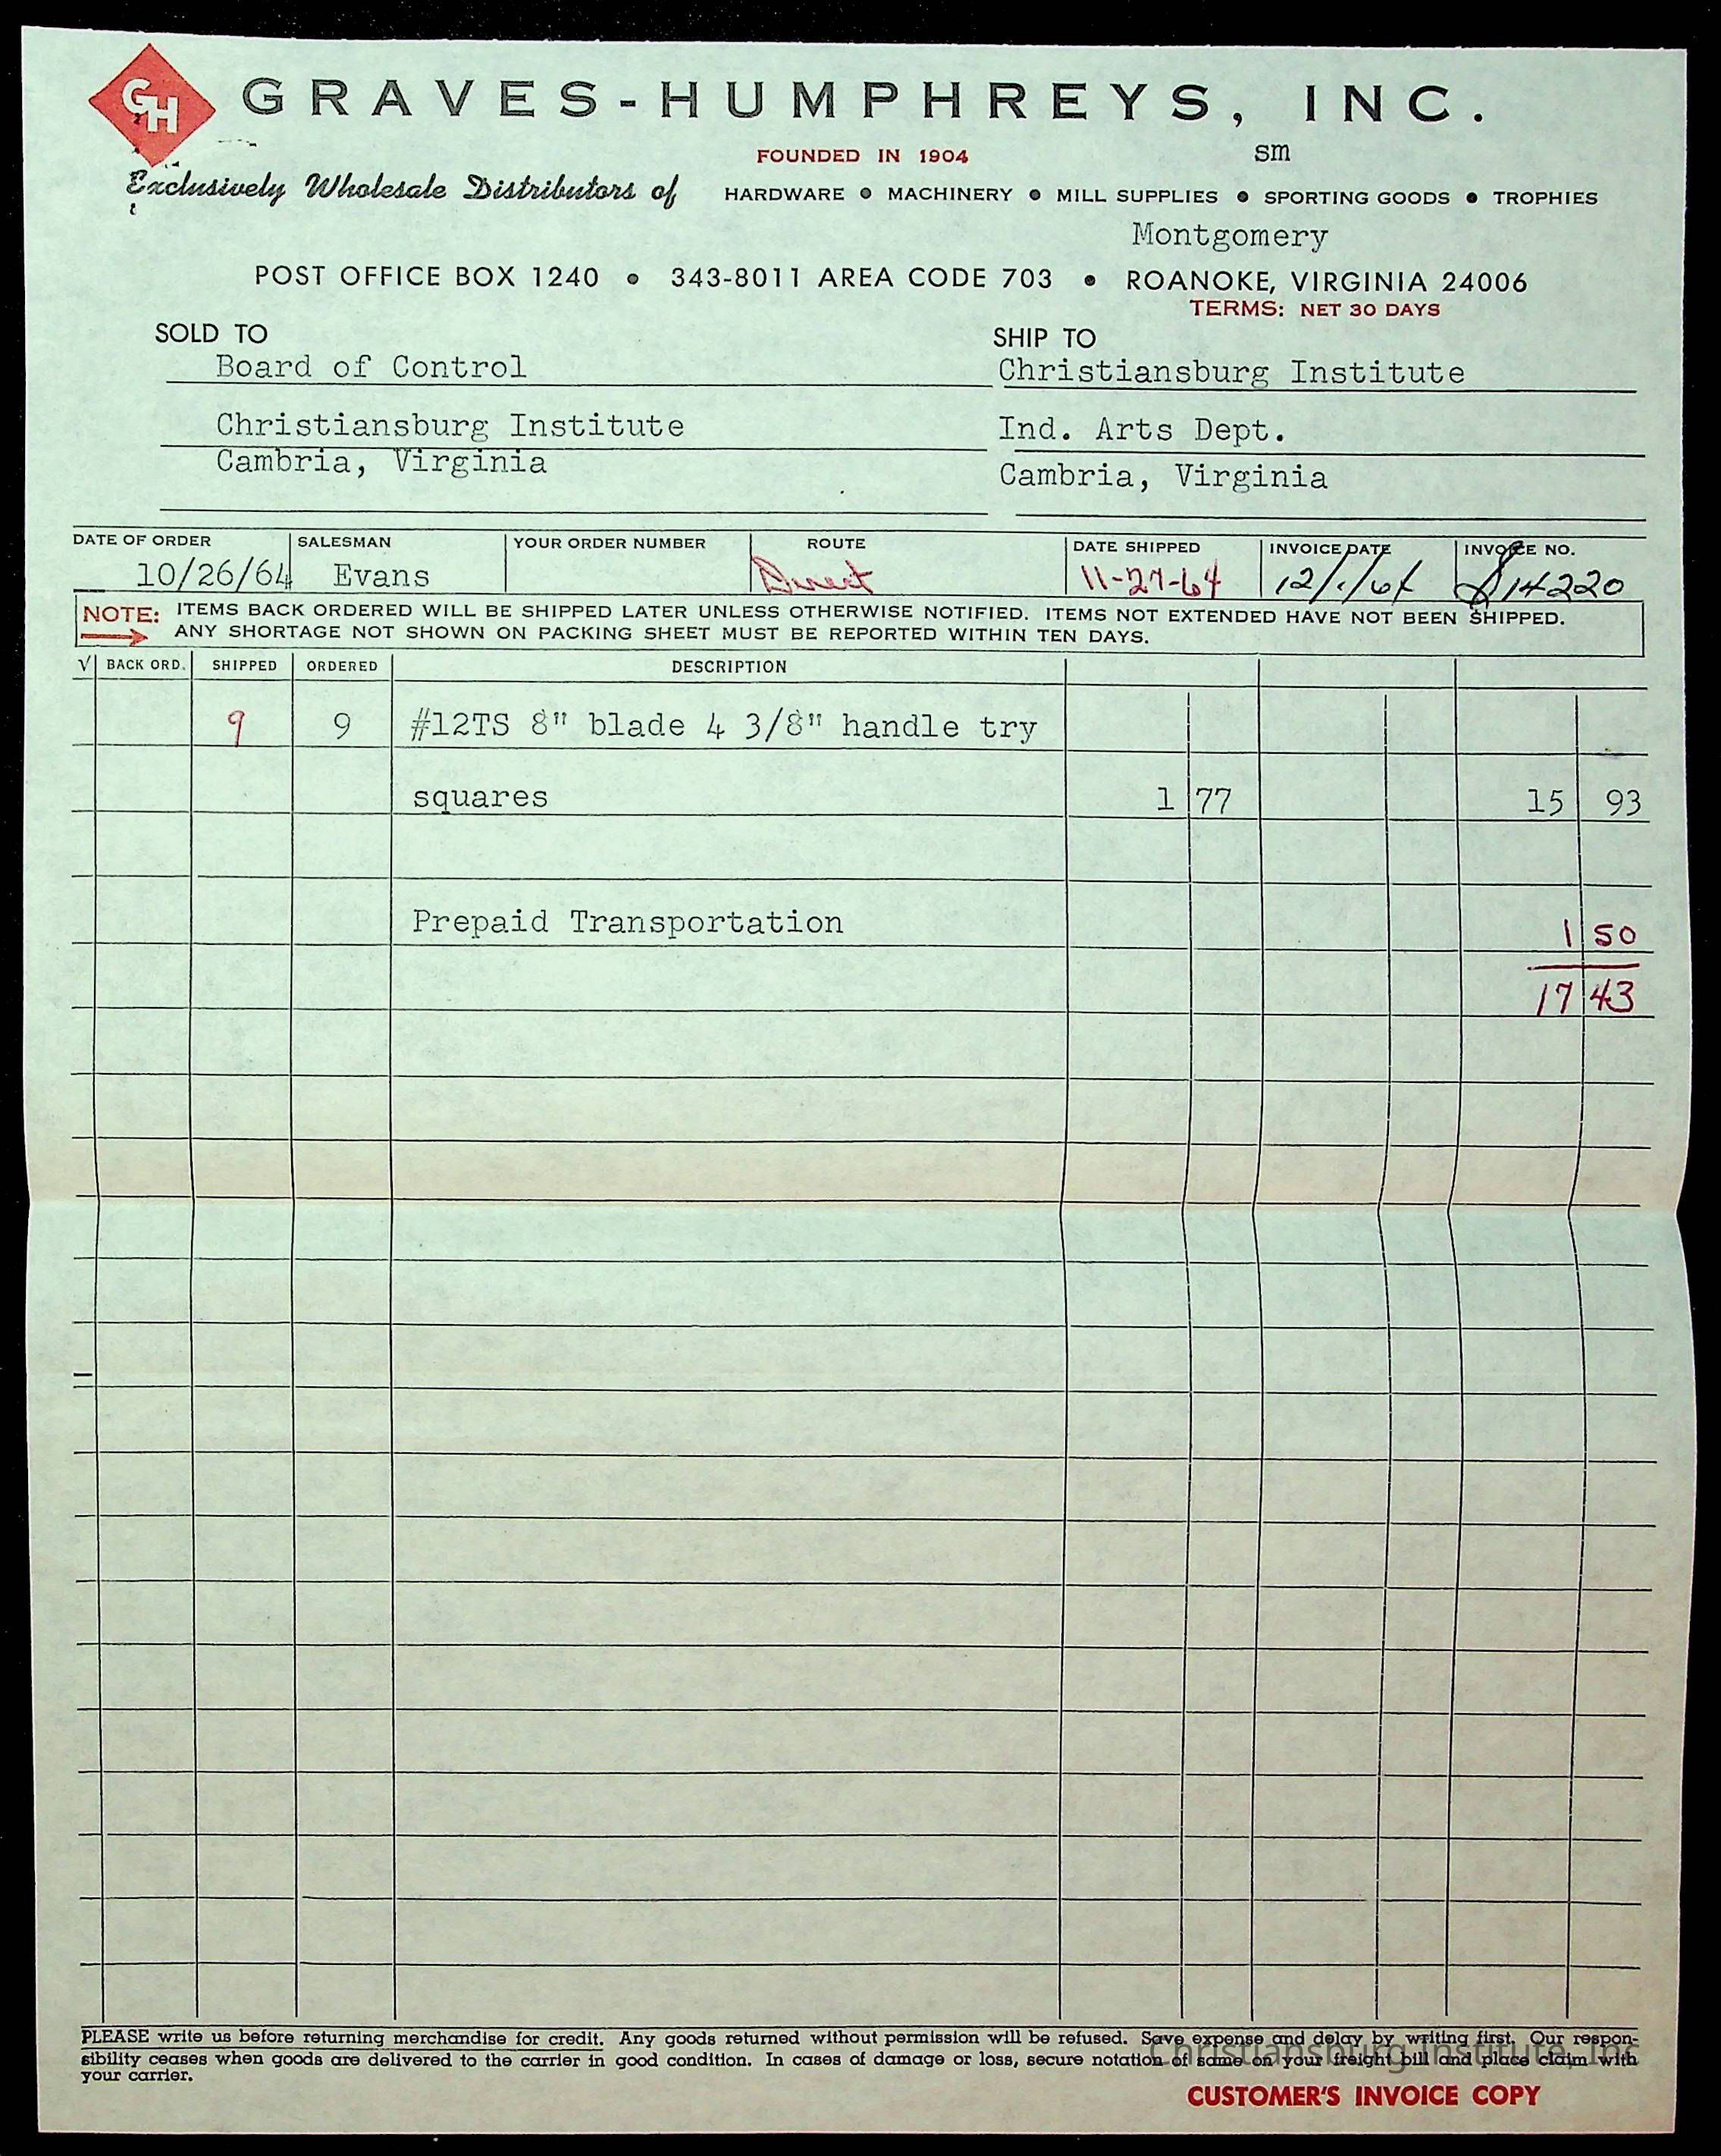 GH GRAVES-HUMPHREYS, INC.
FOUNDED IN 1904 sm
Exclusively Wholesale Distributors of HARDWARE • MACHINERY • MILL SUPPLIES • SPORTING GOODS • TROPHIES
Montgomery
POST OFFICE BOX 1240 • 343-8011 AREA CODE 703 • ROANOKE, VIRGINIA 24006
TERMS: NET 30 DAYS
SOLD TO SHIP TO
Board of Control Christiansburg Institute
Christiansburg Institute Ind. Arts Dept.
Cambria, Virginia Cambria, Virginia
DATE OF ORDER SALESMAN YOUR ORDER NUMBER ROUTE DATE SHIPPED INVOICE DATE INVOICE NO.
10/26/64 Evans Direct 11-27-64 12/1/64 14220
NOTE: ITEMS BACK ORDERED WILL BE SHIPPED LATER UNLESS OTHERWISE NOTIFIED. ITEMS NOT EXTENDED HAVE NOT BEEN SHIPPED.
ANY SHORTAGE NOT SHOWN ON PACKING SHEET MUST BE REPORTED WITHIN TEN DAYS.
√ BACK ORD. SHIPPED ORDERED DESCRIPTION
9 9 #12TS 8" blade 4 3/8" handle try
squares 1 77 15 93
Prepaid Transportation 1 50
17 43
PLEASE write us before returning merchandise for credit. Any goods returned without permission will be refused. Save expense and delay by writing first. Our respon-
sibility ceases when goods are delivered to the carrier in good condition. In cases of damage or loss, secure notation of same on your freight bill and place claim with
your carrier.
Christiansburg Institute, Inc
CUSTOMER'S INVOICE COPY